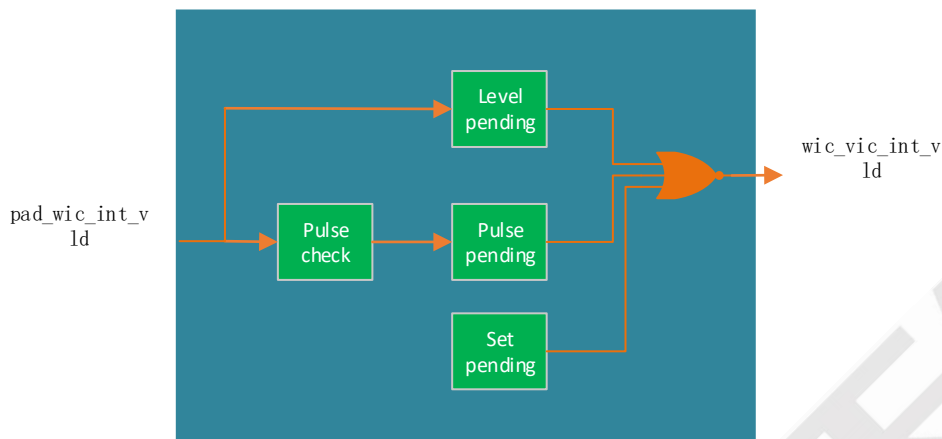 Level
pending
wic_vic_int_v
ld
pad_wic_int_v
ld
Pulse
check
Pulse
pending
Set
pending